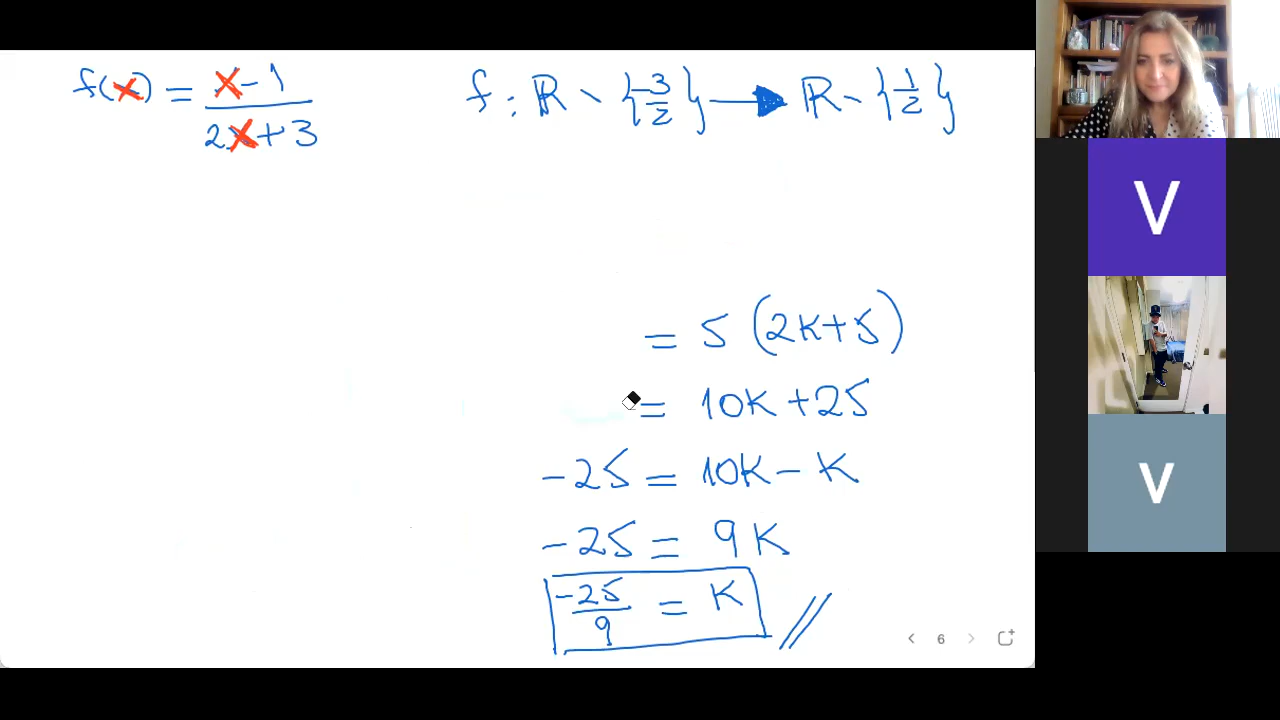 f(x) = x-1 / 2x+3
f : ℝ \ {-3/2} → ℝ - {1/2}
= 5 (2K+5)
= 10K +25
-25 = 10K - K
-25 = 9K
-25/9 = K //
6
V
V